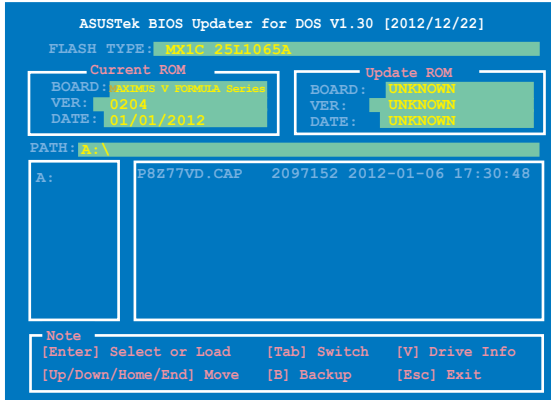 ASUSTek BIOS Updater for DOS V1.30 [2012/12/22]
FLASH TYPE: MX1C 25L1065A
Current ROM
BOARD: AXIMUS V FORMULA Series
VER: 0204
DATE: 01/01/2012
Update ROM
BOARD: UNKNOWN
VER: UNKNOWN
DATE: UNKNOWN
PATH: A:\
A:
P8Z77VD.CAP 2097152 2012-01-06 17:30:48
Note
[Enter] Select or Load [Tab] Switch [V] Drive Info
[Up/Down/Home/End] Move [B] Backup [Esc] Exit